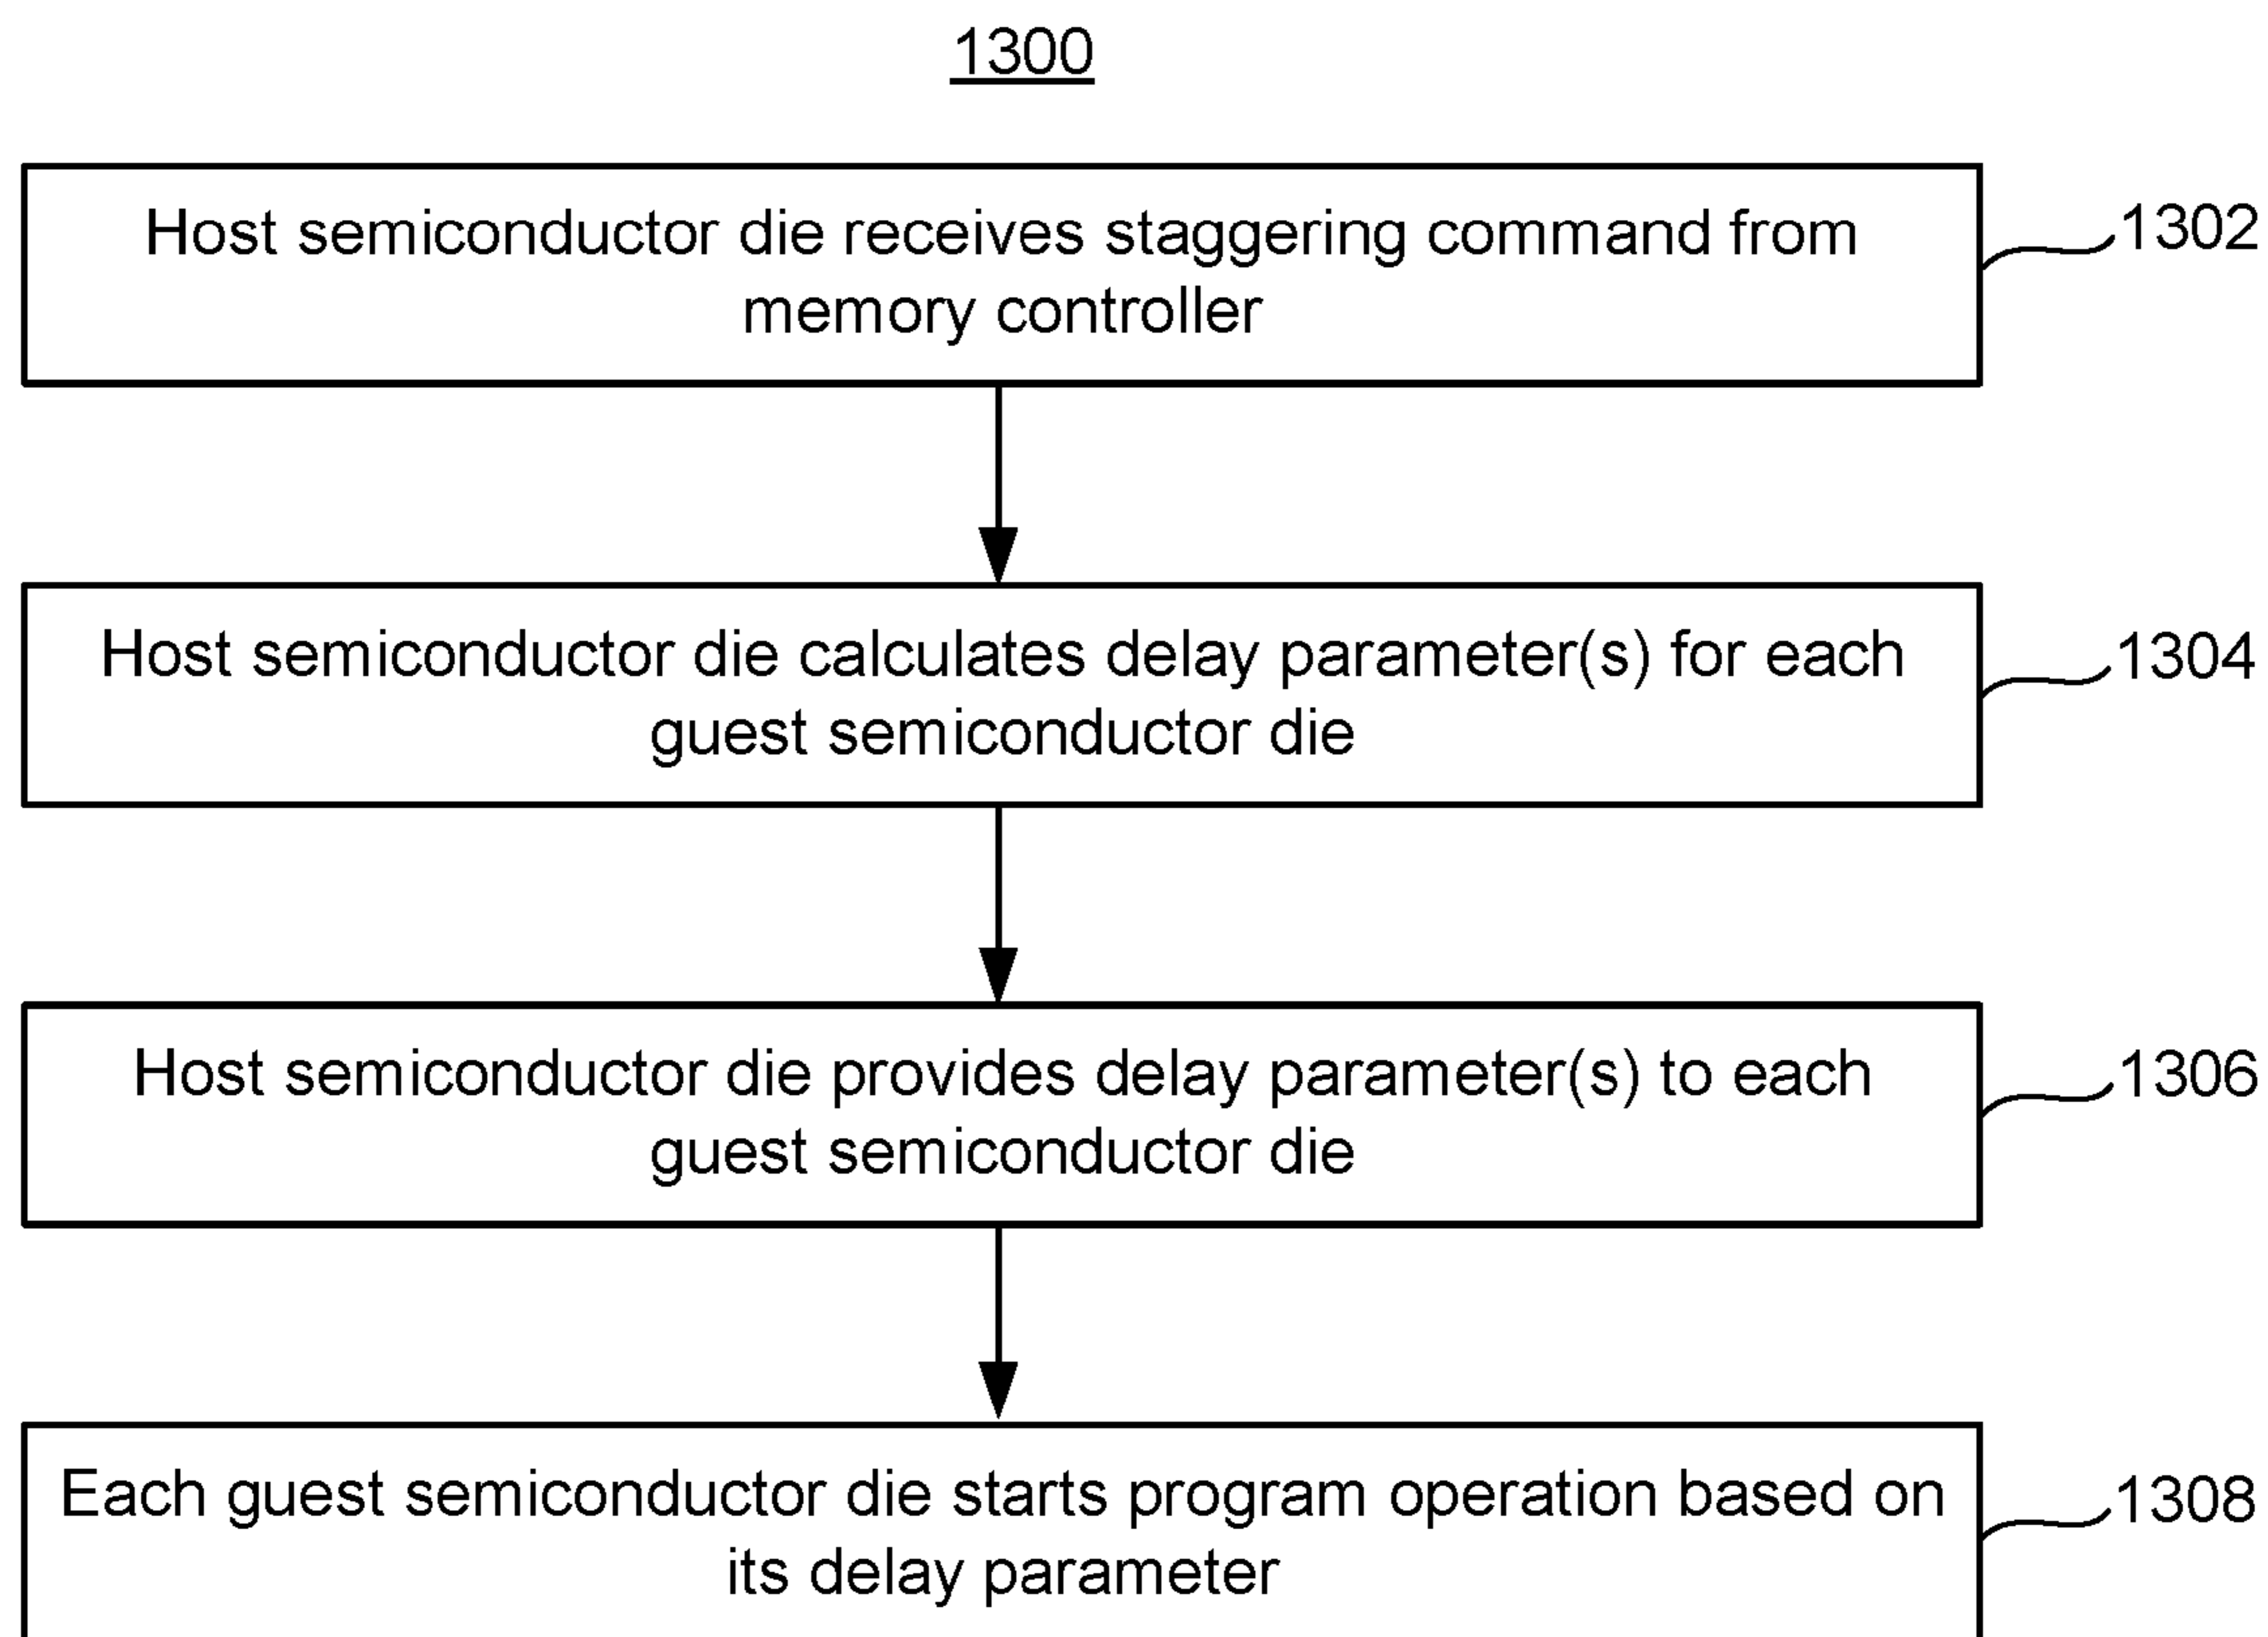 1300
Host semiconductor die receives staggering command from
memory controller
1302
Host semiconductor die calculates delay parameter(s) for each
guest semiconductor die
1304
Host semiconductor die provides delay parameter(s) to each
guest semiconductor die
1306
Each guest semiconductor die starts program operation based on
its delay parameter
1308